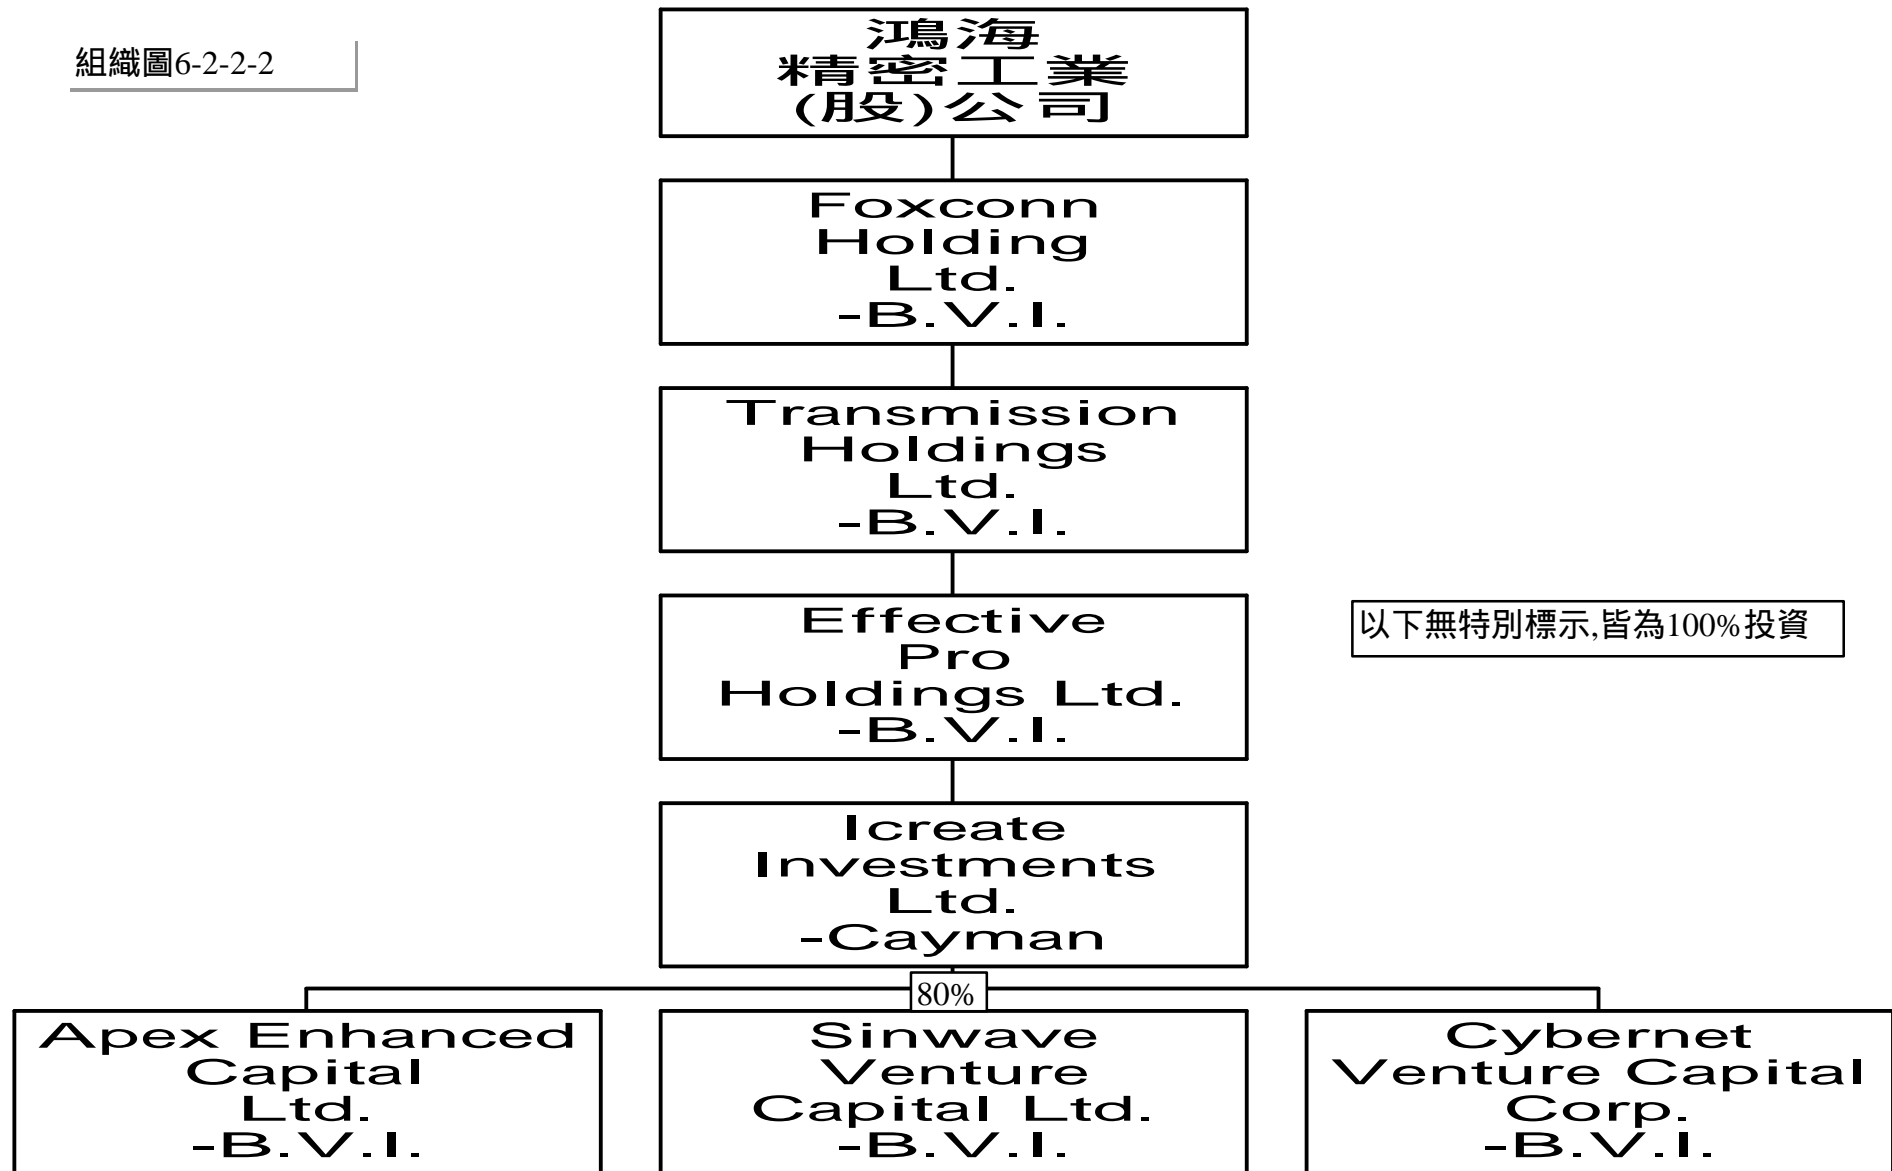 組織圖6-2-2-2
鴻海
精密工業
(股)公司
Foxconn
Holding
Ltd.
-B.V.I.
Transmission
Holdings
Ltd.
-B.V.I.
Effective
Pro
Holdings Ltd.
-B.V.I.
以下無特別標示,皆為100%投資
Icreate
Investments
Ltd.
-Cayman
80%
Apex Enhanced
Capital
Ltd.
-B.V.I.
Sinwave
Venture
Capital Ltd.
-B.V.I.
Cybernet
Venture Capital
Corp.
-B.V.I.